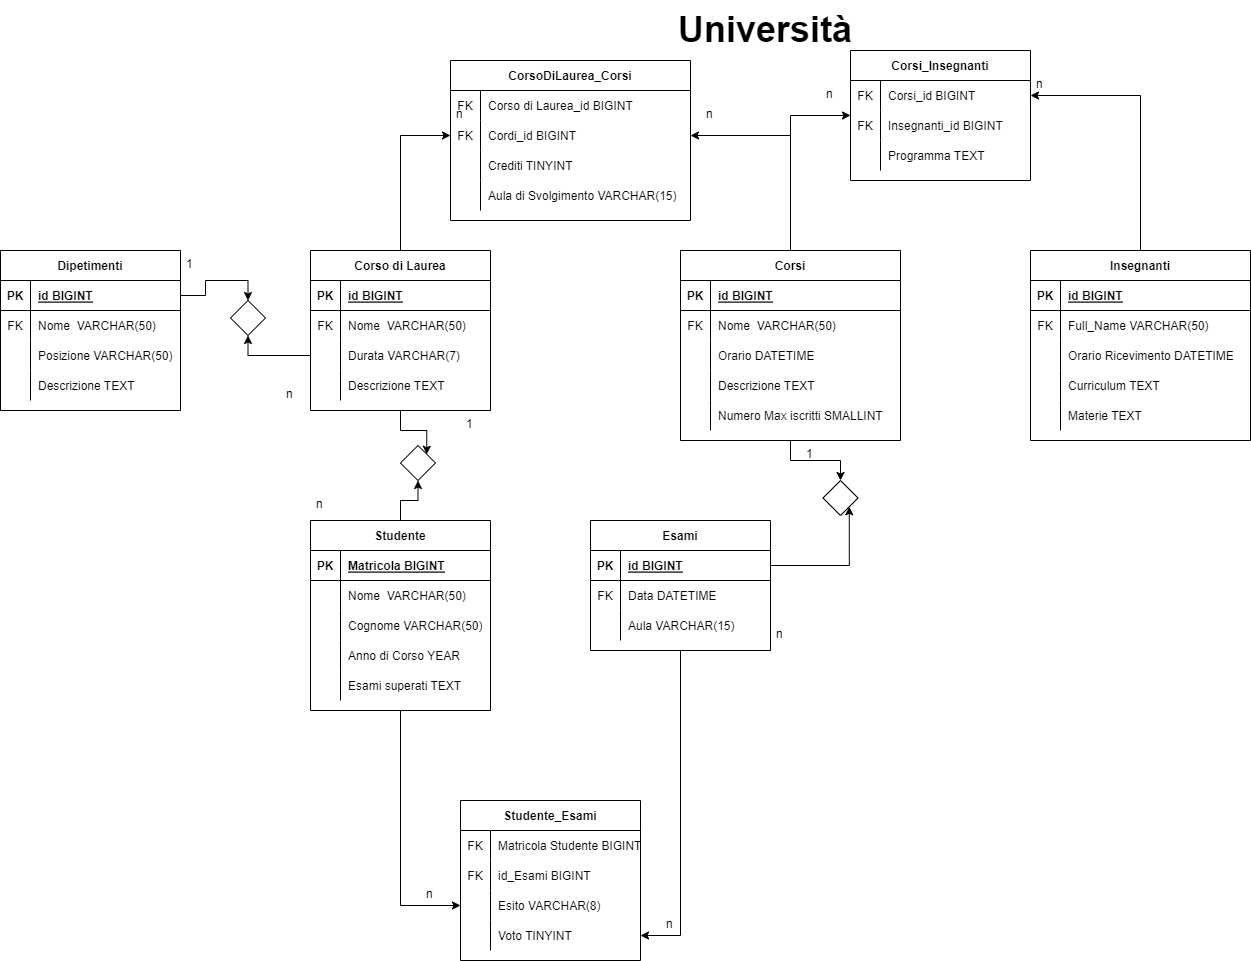 Università
CorsoDiLaurea_Corsi
FK Corso di Laurea_id BIGINT
n
FK Cordi_id BIGINT
Crediti TINYINT
Aula di Svolgimento VARCHAR(15)
n
n
Corsi_Insegnanti
FK Corsi_id BIGINT
FK Insegnanti_id BIGINT
Programma TEXT
n
Dipetimenti
PK id BIGINT
FK Nome VARCHAR(50)
Posizione VARCHAR(50)
Descrizione TEXT
1
n
Corso di Laurea
PK id BIGINT
FK Nome VARCHAR(50)
Durata VARCHAR(7)
Descrizione TEXT
1
n
Corsi
PK id BIGINT
FK Nome VARCHAR(50)
Orario DATETIME
Descrizione TEXT
Numero Max iscritti SMALLINT
1
Insegnanti
PK id BIGINT
FK Full_Name VARCHAR(50)
Orario Ricevimento DATETIME
Curriculum TEXT
Materie TEXT
Studente
PK Matricola BIGINT
Nome VARCHAR(50)
Cognome VARCHAR(50)
Anno di Corso YEAR
Esami superati TEXT
Esami
PK id BIGINT
FK Data DATETIME
Aula VARCHAR(15)
n
Studente_Esami
FK Matricola Studente BIGINT
FK id_Esami BIGINT
Esito VARCHAR(8)
Voto TINYINT
n
n